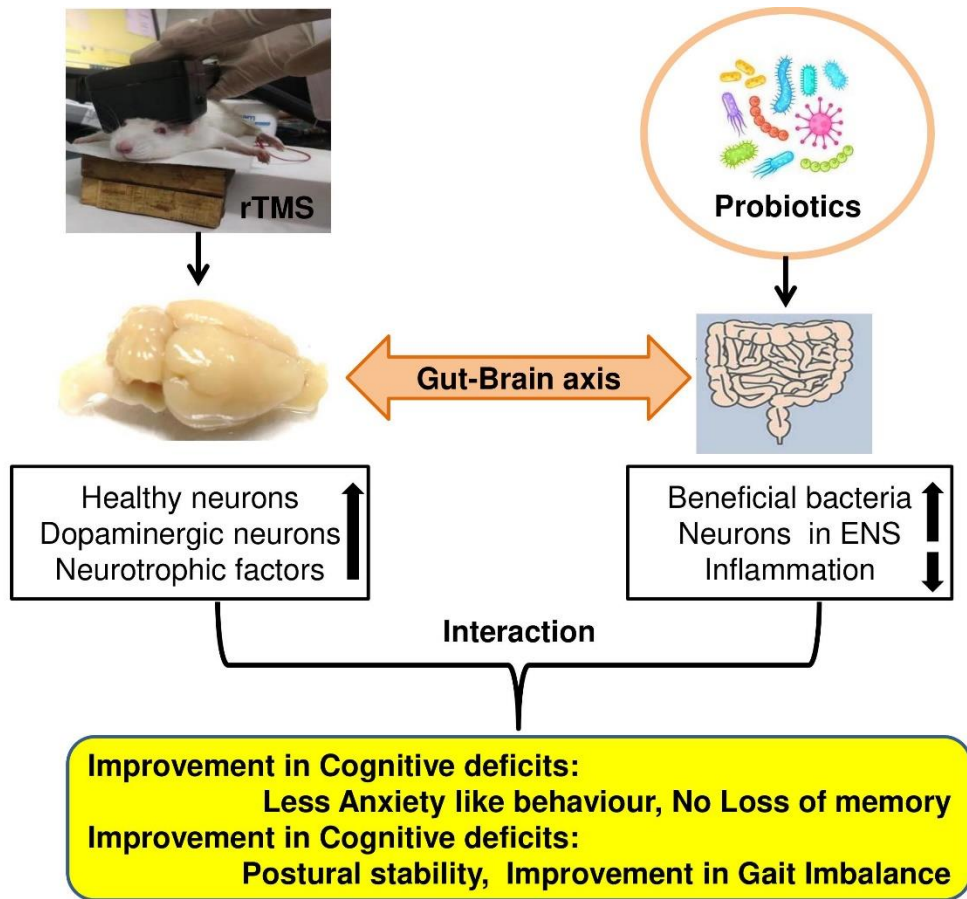 rTMS
Probiotics
Gut-Brain axis
Healthy neurons
Dopaminergic neurons
Neurotrophic factors
Beneficial bacteria
Neurons in ENS
Inflammation
Interaction
Improvement in Cognitive deficits:
Less Anxiety like behaviour, No Loss of memory
Improvement in Cognitive deficits:
Postural stability, Improvement in Gait Imbalance